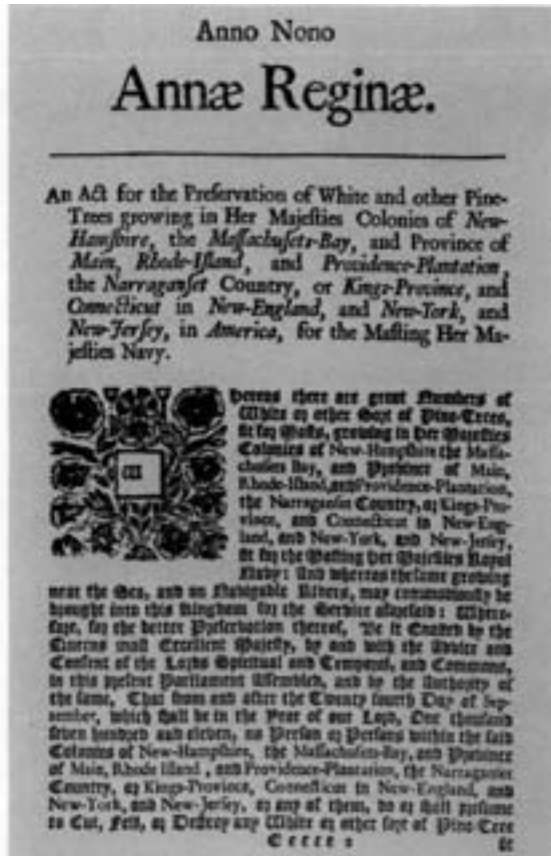 Anno Nono
Annæ Reginæ.
An Act for the Preſervation of White and other Pine-
Trees growing in Her Majeſties Colonies of New-
Hamſhire, the Maſſachuſets-Bay, and Province of
Main, Rhode-Iſland, and Providence-Plantation,
the Narraganſet Country, or Kings-Province, and
Connecticut in New-England, and New-York, and
New-Jerſey, in America, for the Maſting Her Ma-
jeſties Navy.
Whereas there are great Numbers of
White or other Sort of Pine-Trees,
fit for Maſts, growing in Her Majeſties
Colonies of New-Hampſhire the Maſſa-
chuſets Bay, and Province of Main,
Rhode-Iſland, and Providence-Plantation,
the Narraganſet Country, or Kings-Pro-
vince, and Connecticut in New-Eng-
land, and New-York, and New-Jerſey,
fit for the Maſting Her Majeſties Royal
Navy: And whereas the ſame growing
near the Sea, and on Navigable Rivers, may commodiouſly be
brought into this Kingdom for the Service aforeſaid: Where-
fore, for the better Preſervation thereof, Be it Enacted by the
Queens moſt Excellent Majeſty, by and with the Advice and
Conſent of the Lords Spiritual and Temporal, and Commons,
in this preſent Parliament Aſſembled, and by the Authority of
the ſame, That from and after the Twenty fourth Day of Sep-
tember, which ſhall be in the Year of our Lord, One thouſand
ſeven hundred and eleven, no Perſon or Perſons within the ſaid
Colonies of New-Hampſhire, the Maſſachuſets-Bay, and Province
of Main, Rhode Iſland, and Providence-Plantation, the Narraganſet
Country, or Kings-Province, Connecticut in New-England, and
New-York, and New-Jerſey, or any of them, do or ſhall preſume
to Cut, Fell, or Deſtroy any White or other ſort of Pine-Tree